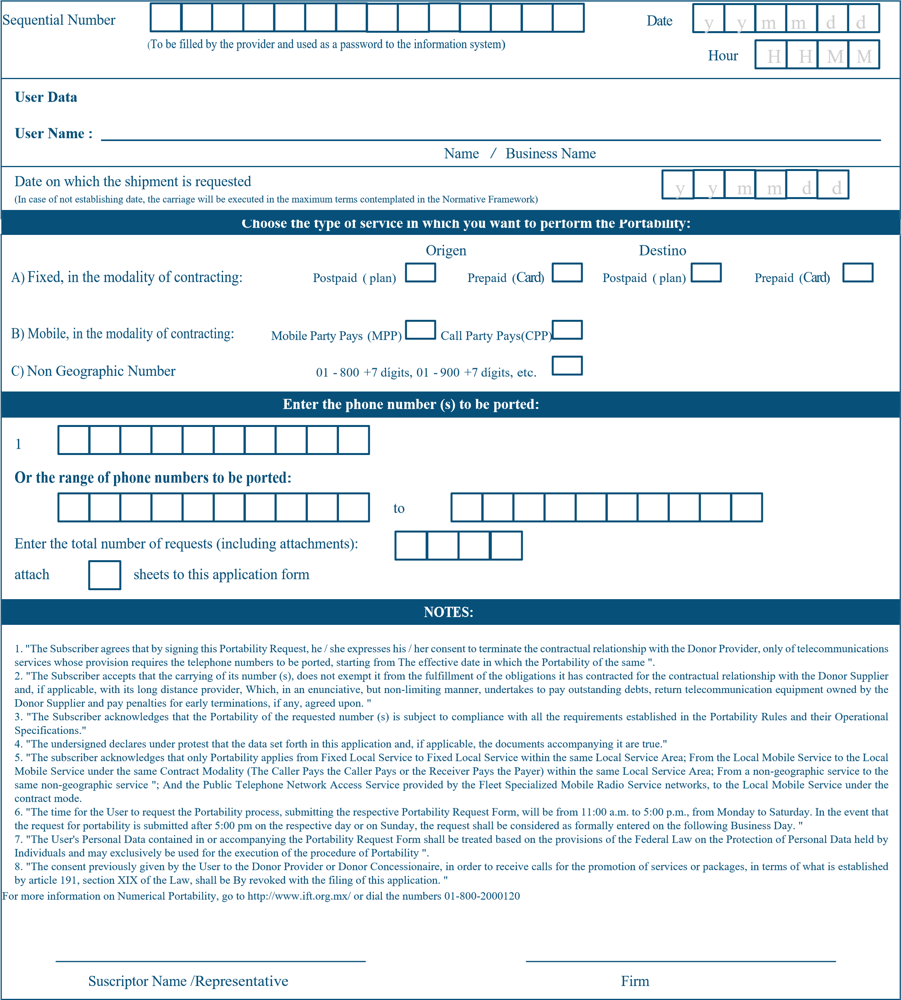 Sequential Number
Date y y m m d d
(To be filled by the provider and used as a password to the information system)
Hour H H M M
User Data
User Name :
Name / Business Name
Date on which the shipment is requested
y y m m d d
(In case of not establishing date, the carriage will be executed in the maximum terms contemplated in the Normative Framework)
Choose the type of service in which you want to perform the Portability:
Origen Destino
A) Fixed, in the modality of contracting: Postpaid ( plan) Prepaid (Card) Postpaid ( plan) Prepaid (Card)
B) Mobile, in the modality of contracting: Mobile Party Pays (MPP) Call Party Pays(CPP)
C) Non Geographic Number 01 - 800 +7 dígits, 01 - 900 +7 dígits, etc.
Enter the phone number (s) to be ported:
1
Or the range of phone numbers to be ported:
to
Enter the total number of requests (including attachments):
attach sheets to this application form
NOTES:
1. "The Subscriber agrees that by signing this Portability Request, he / she expresses his / her consent to terminate the contractual relationship with the Donor Provider, only of telecommunications
services whose provision requires the telephone numbers to be ported, starting from The effective date in which the Portability of the same ".
2. "The Subscriber accepts that the carrying of its number (s), does not exempt it from the fulfillment of the obligations it has contracted for the contractual relationship with the Donor Supplier
and, if applicable, with its long distance provider, Which, in an enunciative, but non-limiting manner, undertakes to pay outstanding debts, return telecommunication equipment owned by the
Donor Supplier and pay penalties for early terminations, if any, agreed upon. "
3. "The Subscriber acknowledges that the Portability of the requested number (s) is subject to compliance with all the requirements established in the Portability Rules and their Operational
Specifications."
4. "The undersigned declares under protest that the data set forth in this application and, if applicable, the documents accompanying it are true."
5. "The subscriber acknowledges that only Portability applies from Fixed Local Service to Fixed Local Service within the same Local Service Area; From the Local Mobile Service to the Local
Mobile Service under the same Contract Modality (The Caller Pays the Caller Pays or the Receiver Pays the Payer) within the same Local Service Area; From a non-geographic service to the
same non-geographic service "; And the Public Telephone Network Access Service provided by the Fleet Specialized Mobile Radio Service networks, to the Local Mobile Service under the
contract mode.
6. "The time for the User to request the Portability process, submitting the respective Portability Request Form, will be from 11:00 a.m. to 5:00 p.m., from Monday to Saturday. In the event that
the request for portability is submitted after 5:00 pm on the respective day or on Sunday, the request shall be considered as formally entered on the following Business Day. "
7. "The User's Personal Data contained in or accompanying the Portability Request Form shall be treated based on the provisions of the Federal Law on the Protection of Personal Data held by
Individuals and may exclusively be used for the execution of the procedure of Portability ".
8. "The consent previously given by the User to the Donor Provider or Donor Concessionaire, in order to receive calls for the promotion of services or packages, in terms of what is established
by article 191, section XIX of the Law, shall be By revoked with the filing of this application. "
For more information on Numerical Portability, go to http://www.ift.org.mx/ or dial the numbers 01-800-2000120
Suscriptor Name /Representative Firm